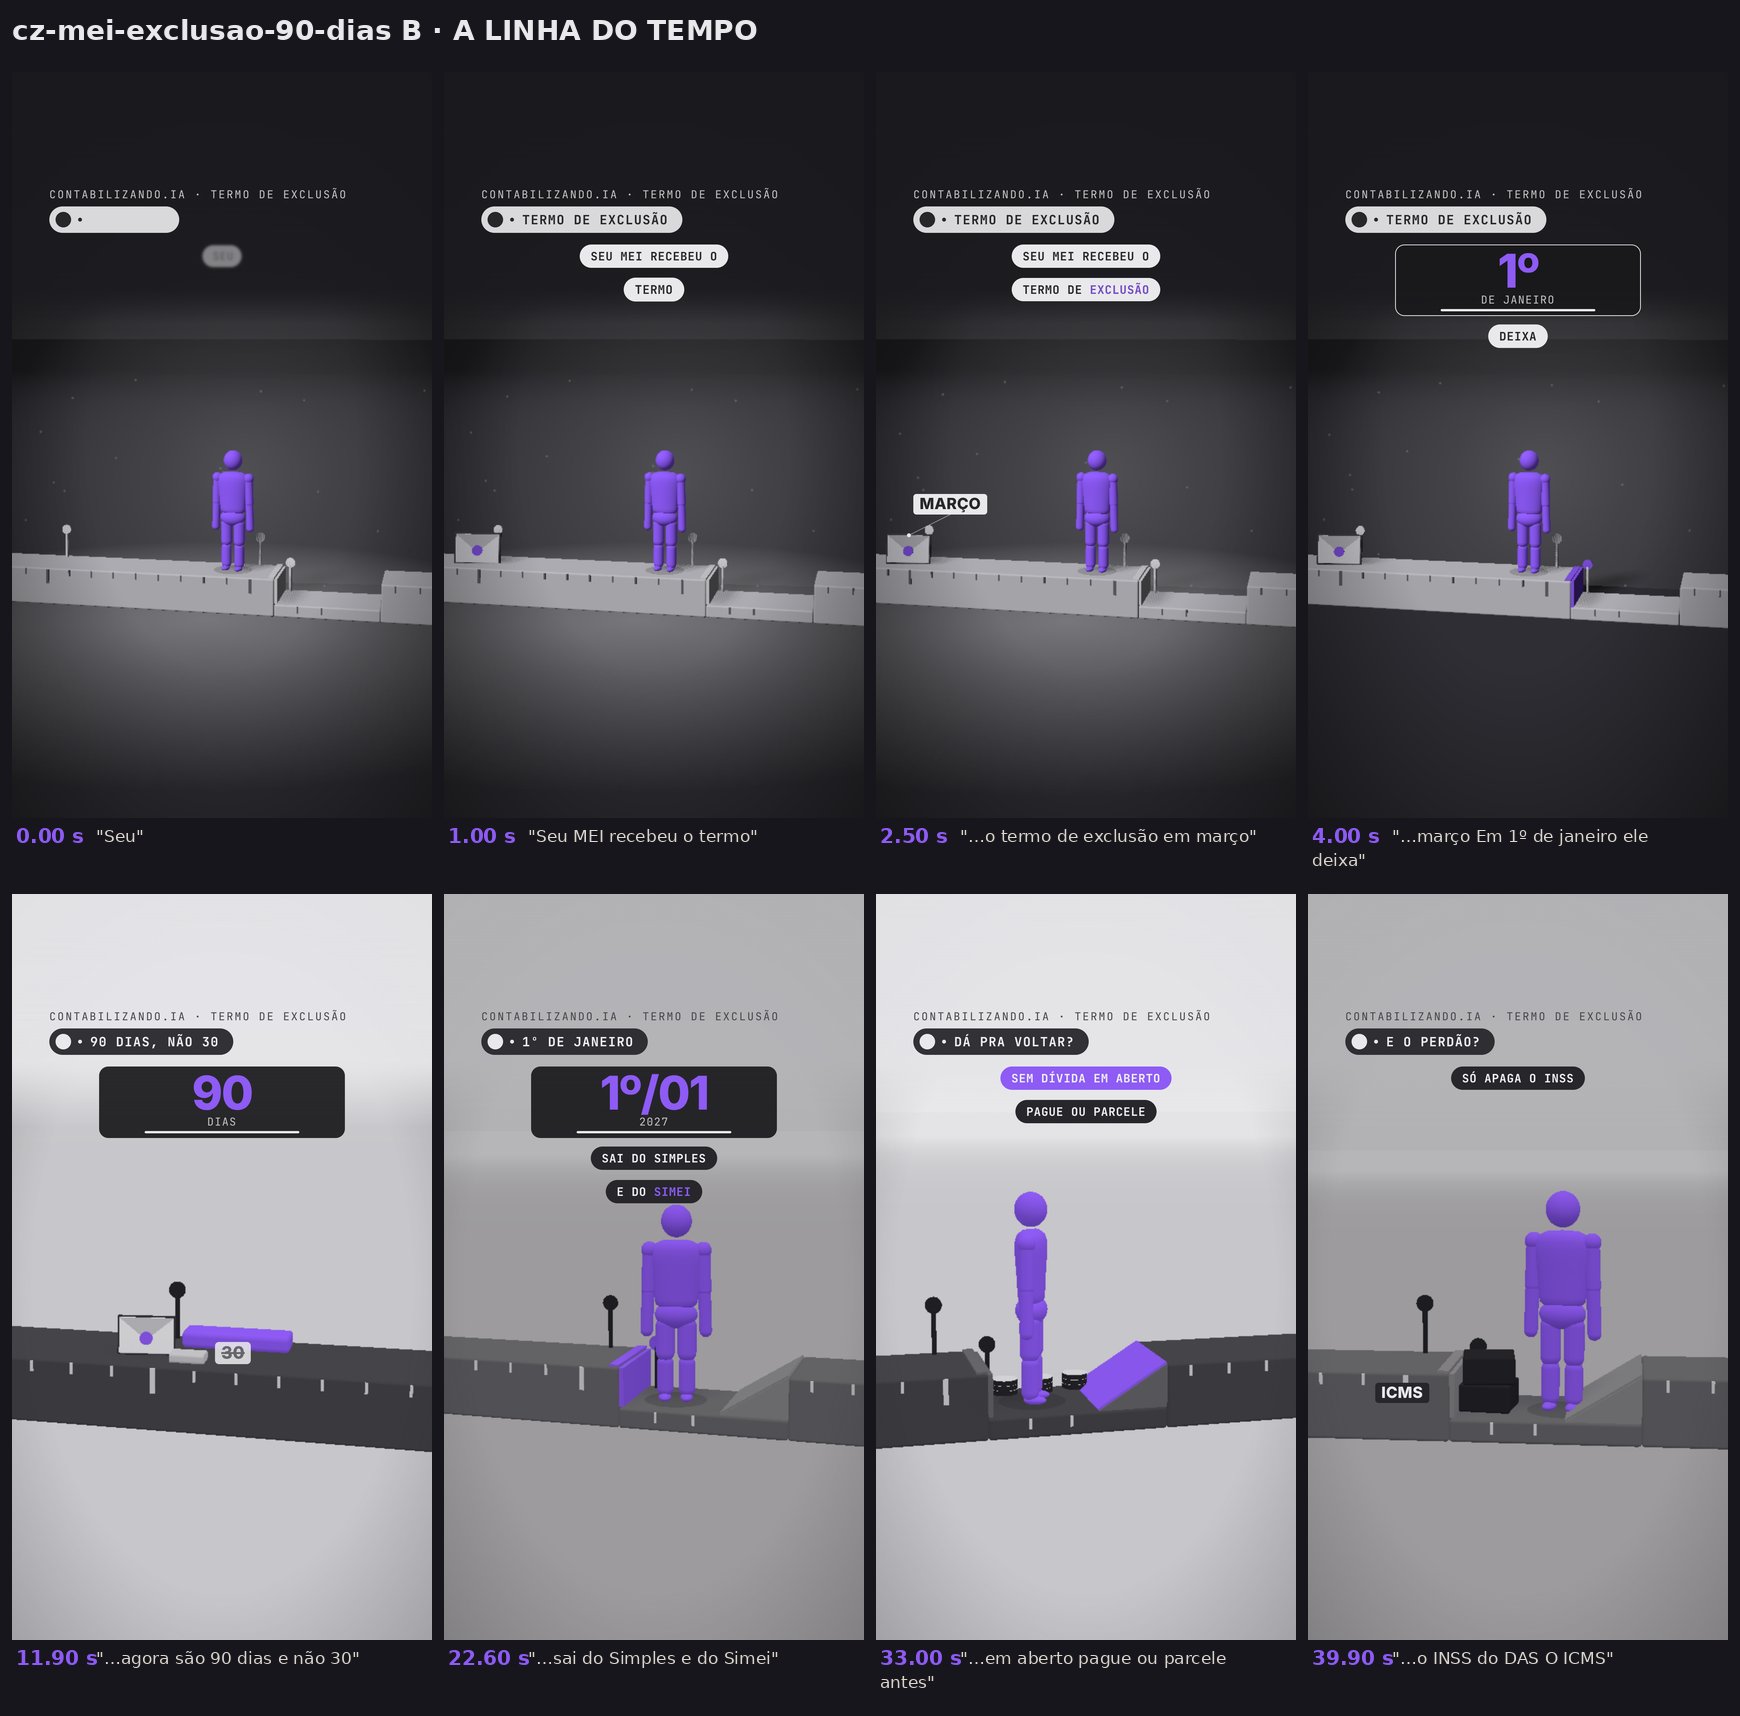 cz-mei-exclusao-90-dias B · A LINHA DO TEMPO
CONTABILIZANDO.IA · TERMO DE EXCLUSÃO
•
SEU
0.00 s "Seu"
CONTABILIZANDO.IA · TERMO DE EXCLUSÃO
• TERMO DE EXCLUSÃO
SEU MEI RECEBEU O
TERMO
1.00 s "Seu MEI recebeu o termo"
CONTABILIZANDO.IA · TERMO DE EXCLUSÃO
• TERMO DE EXCLUSÃO
SEU MEI RECEBEU O
TERMO DE EXCLUSÃO
MARÇO
2.50 s "...o termo de exclusão em março"
CONTABILIZANDO.IA · TERMO DE EXCLUSÃO
• TERMO DE EXCLUSÃO
1º
DE JANEIRO
DEIXA
4.00 s "...março Em 1º de janeiro ele
deixa"
CONTABILIZANDO.IA · TERMO DE EXCLUSÃO
• 90 DIAS, NÃO 30
90
DIAS
30
11.90 s "...agora são 90 dias e não 30"
CONTABILIZANDO.IA · TERMO DE EXCLUSÃO
• 1° DE JANEIRO
1º/01
2027
SAI DO SIMPLES
E DO SIMEI
22.60 s "...sai do Simples e do Simei"
CONTABILIZANDO.IA · TERMO DE EXCLUSÃO
• DÁ PRA VOLTAR?
SEM DÍVIDA EM ABERTO
PAGUE OU PARCELE
33.00 s "...em aberto pague ou parcele
antes"
CONTABILIZANDO.IA · TERMO DE EXCLUSÃO
• E O PERDÃO?
SÓ APAGA O INSS
ICMS
39.90 s "...o INSS do DAS O ICMS"